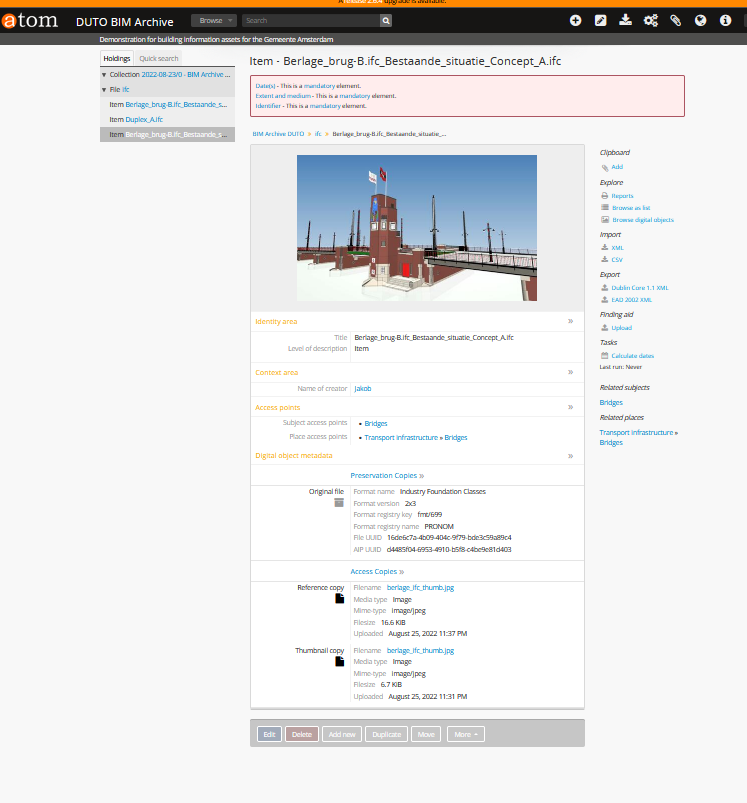 A release 2.6.4 upgrade is available.
atom DUTO BIM Archive Browse Search
Demonstration for building information assets for the Gemeente Amsterdam
Holdings Quick search
Collection 2022-08-23/0 - BIM Archive ...
File ifc
Item Berlage_brug-B.ifc_Bestaande_s...
Item Duplex_A.ifc
Item Berlage_brug-B.ifc_Bestaande_s...
Item - Berlage_brug-B.ifc_Bestaande_situatie_Concept_A.ifc
Date(s) - This is a mandatory element.
Extent and medium - This is a mandatory element.
Identifier - This is a mandatory element.
BIM Archive DUTO » ifc » Berlage_brug-B.ifc_Bestaande_situatie_...
Identity area »
Title Berlage_brug-B.ifc_Bestaande_situatie_Concept_A.ifc
Level of description Item
Context area »
Name of creator jakob
Access points »
Subject access points • Bridges
Place access points • Transport infrastructure » Bridges
Digital object metadata »
Preservation Copies »
Original file
Format name Industry Foundation Classes
Format version 2x3
Format registry key fmt/699
Format registry name PRONOM
File UUID 16de6c7a-4b09-404c-9f79-bde3c59a89c4
AIP UUID d4485f04-6953-4910-b5f8-c4be9e81d403
Access Copies »
Reference copy
Filename berlage_ifc_thumb.jpg
Media type Image
Mime-type image/jpeg
Filesize 16.6 KiB
Uploaded August 25, 2022 11:37 PM
Thumbnail copy
Filename berlage_ifc_thumb.jpg
Media type Image
Mime-type image/jpeg
Filesize 6.7 KiB
Uploaded August 25, 2022 11:31 PM
Edit Delete Add new Duplicate Move More
Clipboard
Add
Explore
Reports
Browse as list
Browse digital objects
Import
XML
CSV
Export
Dublin Core 1.1 XML
EAD 2002 XML
Finding aid
Upload
Tasks
Calculate dates
Last run: Never
Related subjects
Bridges
Related places
Transport infrastructure »
Bridges